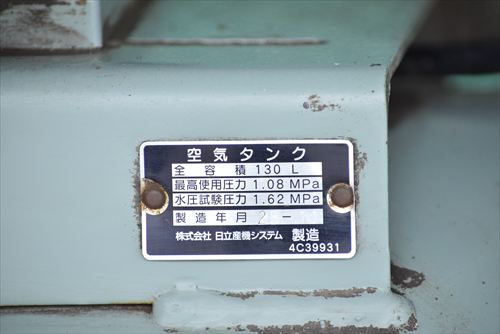 空気タンク
全容積 130 L
最高使用圧力 1.08 MPa
水圧試験圧力 1.62 MPa
製造年月 2-
株式会社 日立産機システム 製造
4C39931